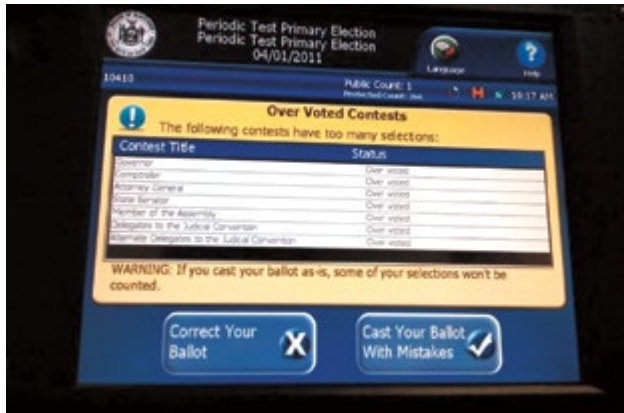 Periodic Test Primary Election
Periodic Test Primary Election
04/01/2011
Language
Help
10410
Public Count: 1
10:17 AM
Over Voted Contests
The following contests have too many selections:
Contest Title Status
Governor Over voted
Comptroller Over voted
Attorney General Over voted
State Senator Over voted
Member of the Assembly Over voted
Delegates to the Judicial Convention Over voted
Alternate Delegates to the Judicial Convention Over voted
WARNING: If you cast your ballot as-is, some of your selections won't be
counted.
Correct Your
Ballot
Cast Your Ballot
With Mistakes